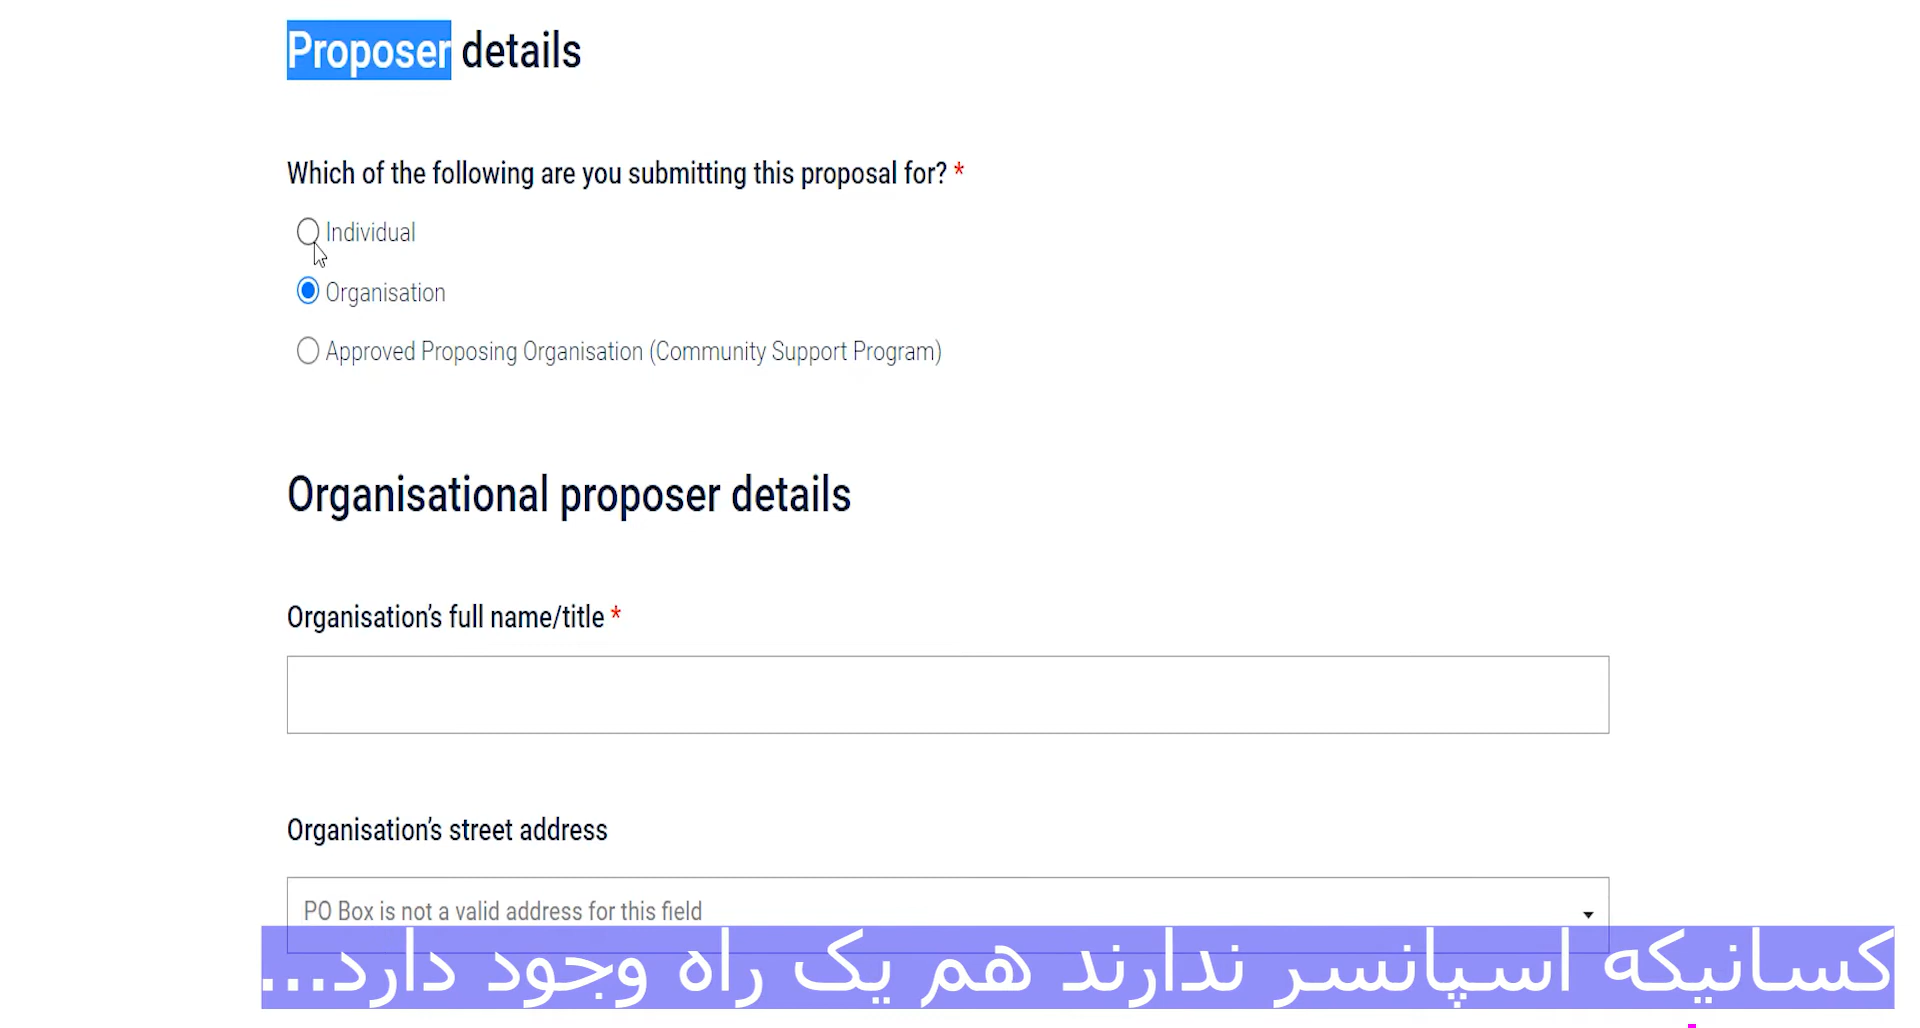 Proposer details
Which of the following are you submitting this proposal for? *
Individual
Organisation
Approved Proposing Organisation (Community Support Program)
Organisational proposer details
Organisation's full name/title *
Organisation's street address
PO Box is not a valid address for this field
کسانیکه اسپانسر ندارند هم یک راه وجود دارد...